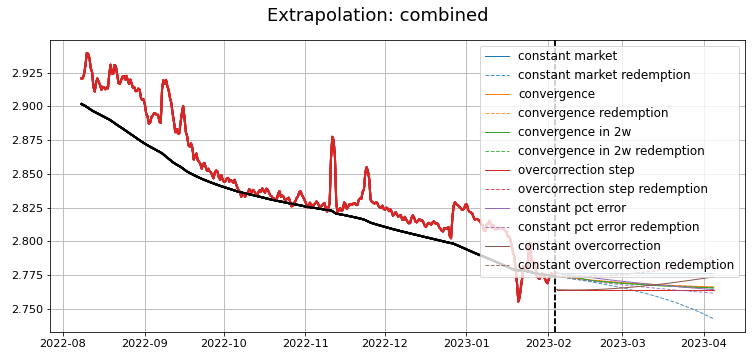 Extrapolation: combined
constant market
constant market redemption
convergence
convergence redemption
convergence in 2w
convergence in 2w redemption
overcorrection step
overcorrection step redemption
constant pct error
constant pct error redemption
constant overcorrection
constant overcorrection redemption
2.925
2.900
2.875
2.850
2.825
2.800
2.775
2.750
2022-08 2022-09 2022-10 2022-11 2022-12 2023-01 2023-02 2023-03 2023-04